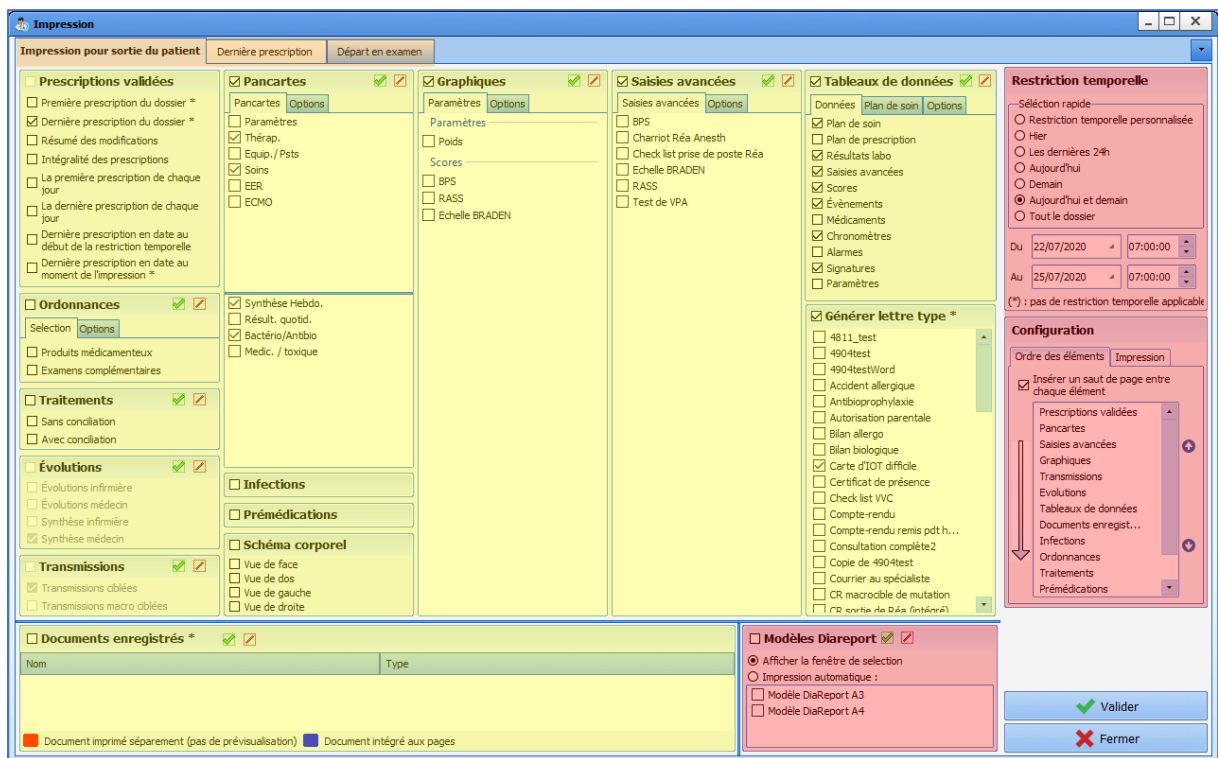 Impression
Impression pour sortie du patient
Dernière prescription
Départ en examen
Prescriptions validées
Première prescription du dossier *
Dernière prescription du dossier *
Résumé des modifications
Intégralité des prescriptions
La première prescription de chaque
jour
La dernière prescription de chaque
jour
Dernière prescription en date au
début de la restriction temporelle
Dernière prescription en date au
moment de l'impression *
Ordonnances
Selection
Options
Produits médicamenteux
Examens complémentaires
Traitements
Sans conciliation
Avec conciliation
Évolutions
Évolutions infirmière
Évolutions médecin
Synthèse infirmière
Synthèse médecin
Transmissions
Transmissions ciblées
Transmissions macro ciblées
Pancartes
Pancartes
Options
Paramètres
Thérap.
Equip./ Psts
Soins
EER
ECMO
Synthèse Hebdo.
Résult. quotid.
Bactério/Antibio
Medic. / toxique
Infections
Prémédications
Schéma corporel
Vue de face
Vue de dos
Vue de gauche
Vue de droite
Graphiques
Paramètres
Options
Paramètres
Poids
Scores
BPS
RASS
Echelle BRADEN
Saisies avancées
Saisies avancées
Options
BPS
Charriot Réa Anesth
Check list prise de poste Réa
Echelle BRADEN
RASS
Test de VPA
Tableaux de données
Données
Plan de soin
Options
Plan de soin
Plan de prescription
Résultats labo
Saisies avancées
Scores
Évènements
Médicaments
Chronomètres
Alarmes
Signatures
Paramètres
Générer lettre type *
4811_test
4904test
4904testWord
Accident allergique
Antibioprophylaxie
Autorisation parentale
Bilan allergo
Bilan biologique
Carte d'IOT difficile
Certificat de présence
Check list VVC
Compte-rendu
Compte-rendu remis pdt h...
Consultation complète2
Copie de 4904test
Courrier au spécialiste
CR macrocible de mutation
CR sortie de Réa (intégré)
Restriction temporelle
Séléction rapide
Restriction temporelle personnalisée
Hier
Les dernières 24h
Aujourd'hui
Demain
Aujourd'hui et demain
Tout le dossier
Du 22/07/2020 07:00:00
Au 25/07/2020 07:00:00
(*) : pas de restriction temporelle applicable
Configuration
Ordre des éléments
Impression
Insérer un saut de page entre
chaque élément
Prescriptions validées
Pancartes
Saisies avancées
Graphiques
Transmissions
Evolutions
Tableaux de données
Documents enregist...
Infections
Ordonnances
Traitements
Prémédications
Documents enregistrés *
Nom
Type
Document imprimé séparement (pas de prévisualisation)
Document intégré aux pages
Modèles Diareport
Afficher la fenêtre de selection
Impression automatique :
Modèle DiaReport A3
Modèle DiaReport A4
Valider
Fermer